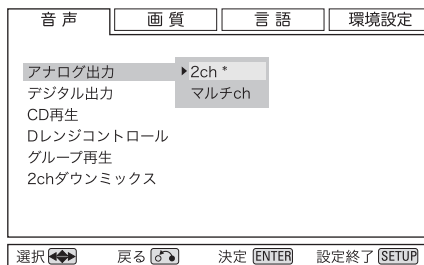 音声 画質 言語 環境設定
アナログ出力 2ch *
デジタル出力 マルチch
CD再生
Dレンジコントロール
グループ再生
2chダウンミックス
選択 戻る 決定 ENTER 設定終了 SETUP